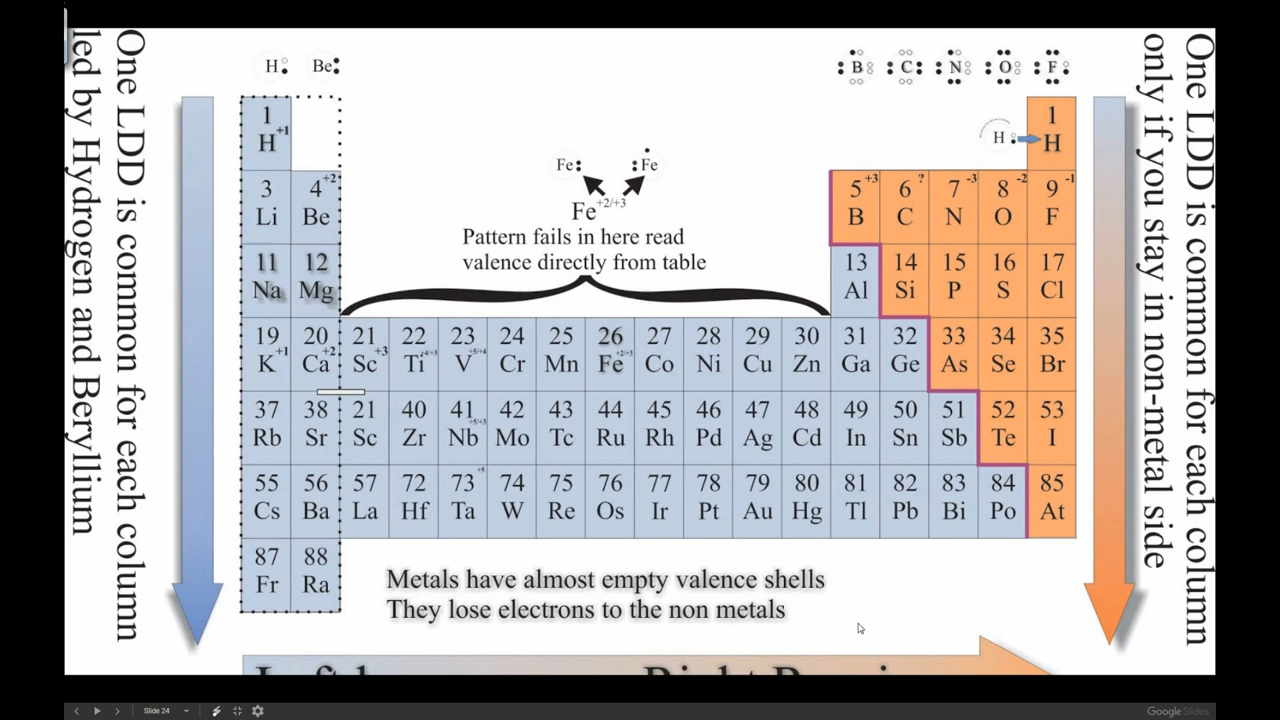 One LDD is common for each column
led by Hydrogen and Beryllium
H Be B C N O F
One LDD is common for each column
only if you stay in non-metal side
1 1
H+1 H H
Fe Fe
3 4+2 5+3 6? 7-3 8-2 9-1
Li Be B C N O F
Fe+2/+3
Pattern fails in here read
valence directly from table
11 12 13 14 15 16 17
Na Mg Al Si P S Cl
19 20 21 22 23 24 25 26 27 28 29 30 31 32 33 34 35
K+1 Ca+2 Sc+3 Ti+4/+3 V+5/+4 Cr Mn Fe+2/+3 Co Ni Cu Zn Ga Ge As Se Br
37 38 21 40 41 42 43 44 45 46 47 48 49 50 51 52 53
Rb Sr Sc Zr Nb+5/+3 Mo Tc Ru Rh Pd Ag Cd In Sn Sb Te I
55 56 57 72 73+5 74 75 76 77 78 79 80 81 82 83 84 85
Cs Ba La Hf Ta W Re Os Ir Pt Au Hg Tl Pb Bi Po At
87 88
Fr Ra
Metals have almost empty valence shells
They lose electrons to the non metals
Slide 24
Google Slides